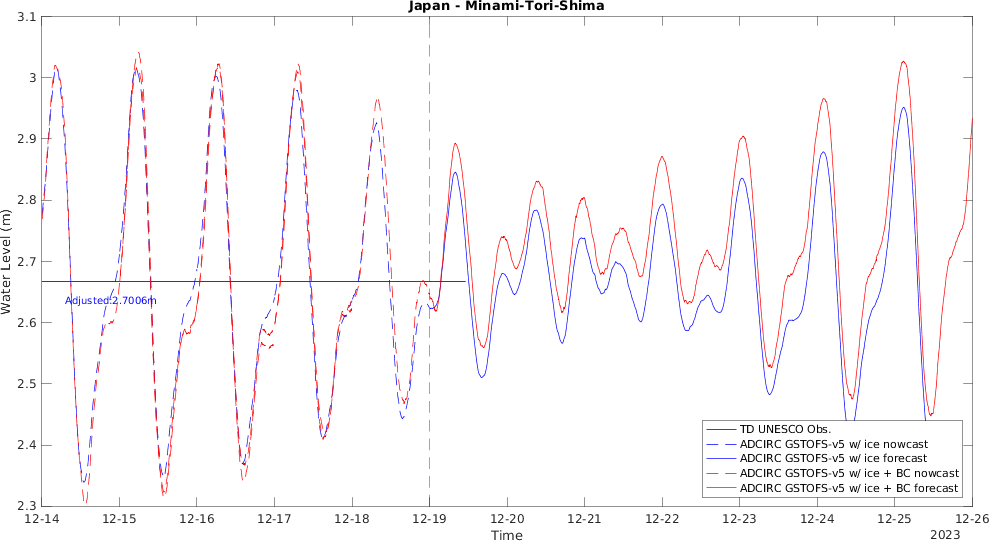 Japan - Minami-Tori-Shima
Water Level (m)
3.1
3
2.9
2.8
2.7
2.6
2.5
2.4
2.3
Adjusted:2.7006m
TD UNESCO Obs.
ADCIRC GSTOFS-v5 w/ ice nowcast
ADCIRC GSTOFS-v5 w/ ice forecast
ADCIRC GSTOFS-v5 w/ ice + BC nowcast
ADCIRC GSTOFS-v5 w/ ice + BC forecast
12-14 12-15 12-16 12-17 12-18 12-19 12-20 12-21 12-22 12-23 12-24 12-25 12-26
Time
2023